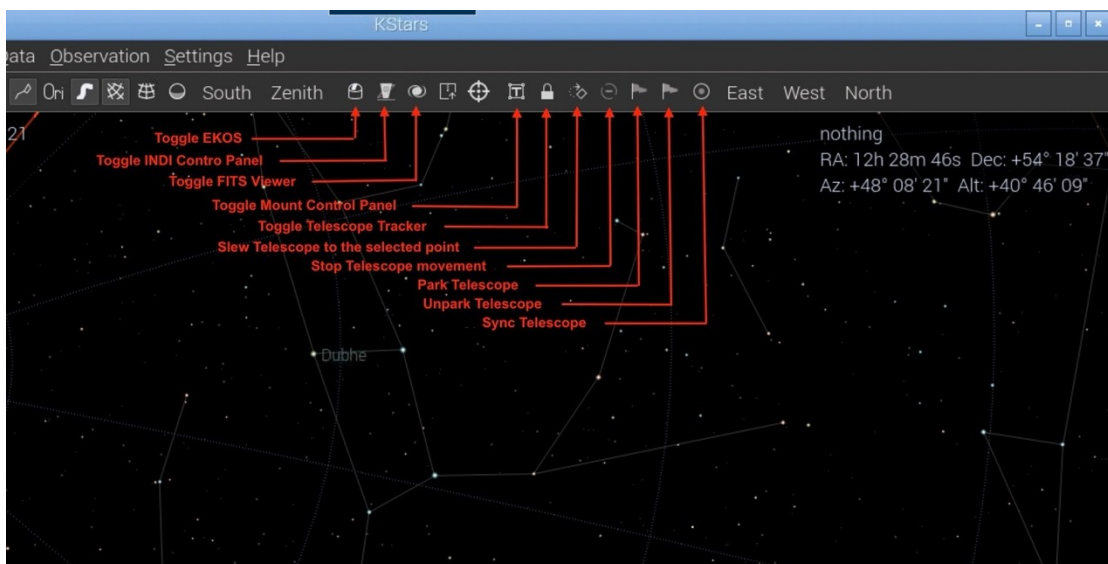 KStars
Data Observation Settings Help
Ori South Zenith T East West North
21
nothing
RA: 12h 28m 46s Dec: +54° 18' 37"
Az: +48° 08' 21" Alt: +40° 46' 09"
Toggle EKOS
Toggle INDI Contro Panel
Toggle FITS Viewer
Toggle Mount Control Panel
Toggle Telescope Tracker
Slew Telescope to the selected point
Stop Telescope movement
Park Telescope
Unpark Telescope
Sync Telescope
Dubhe